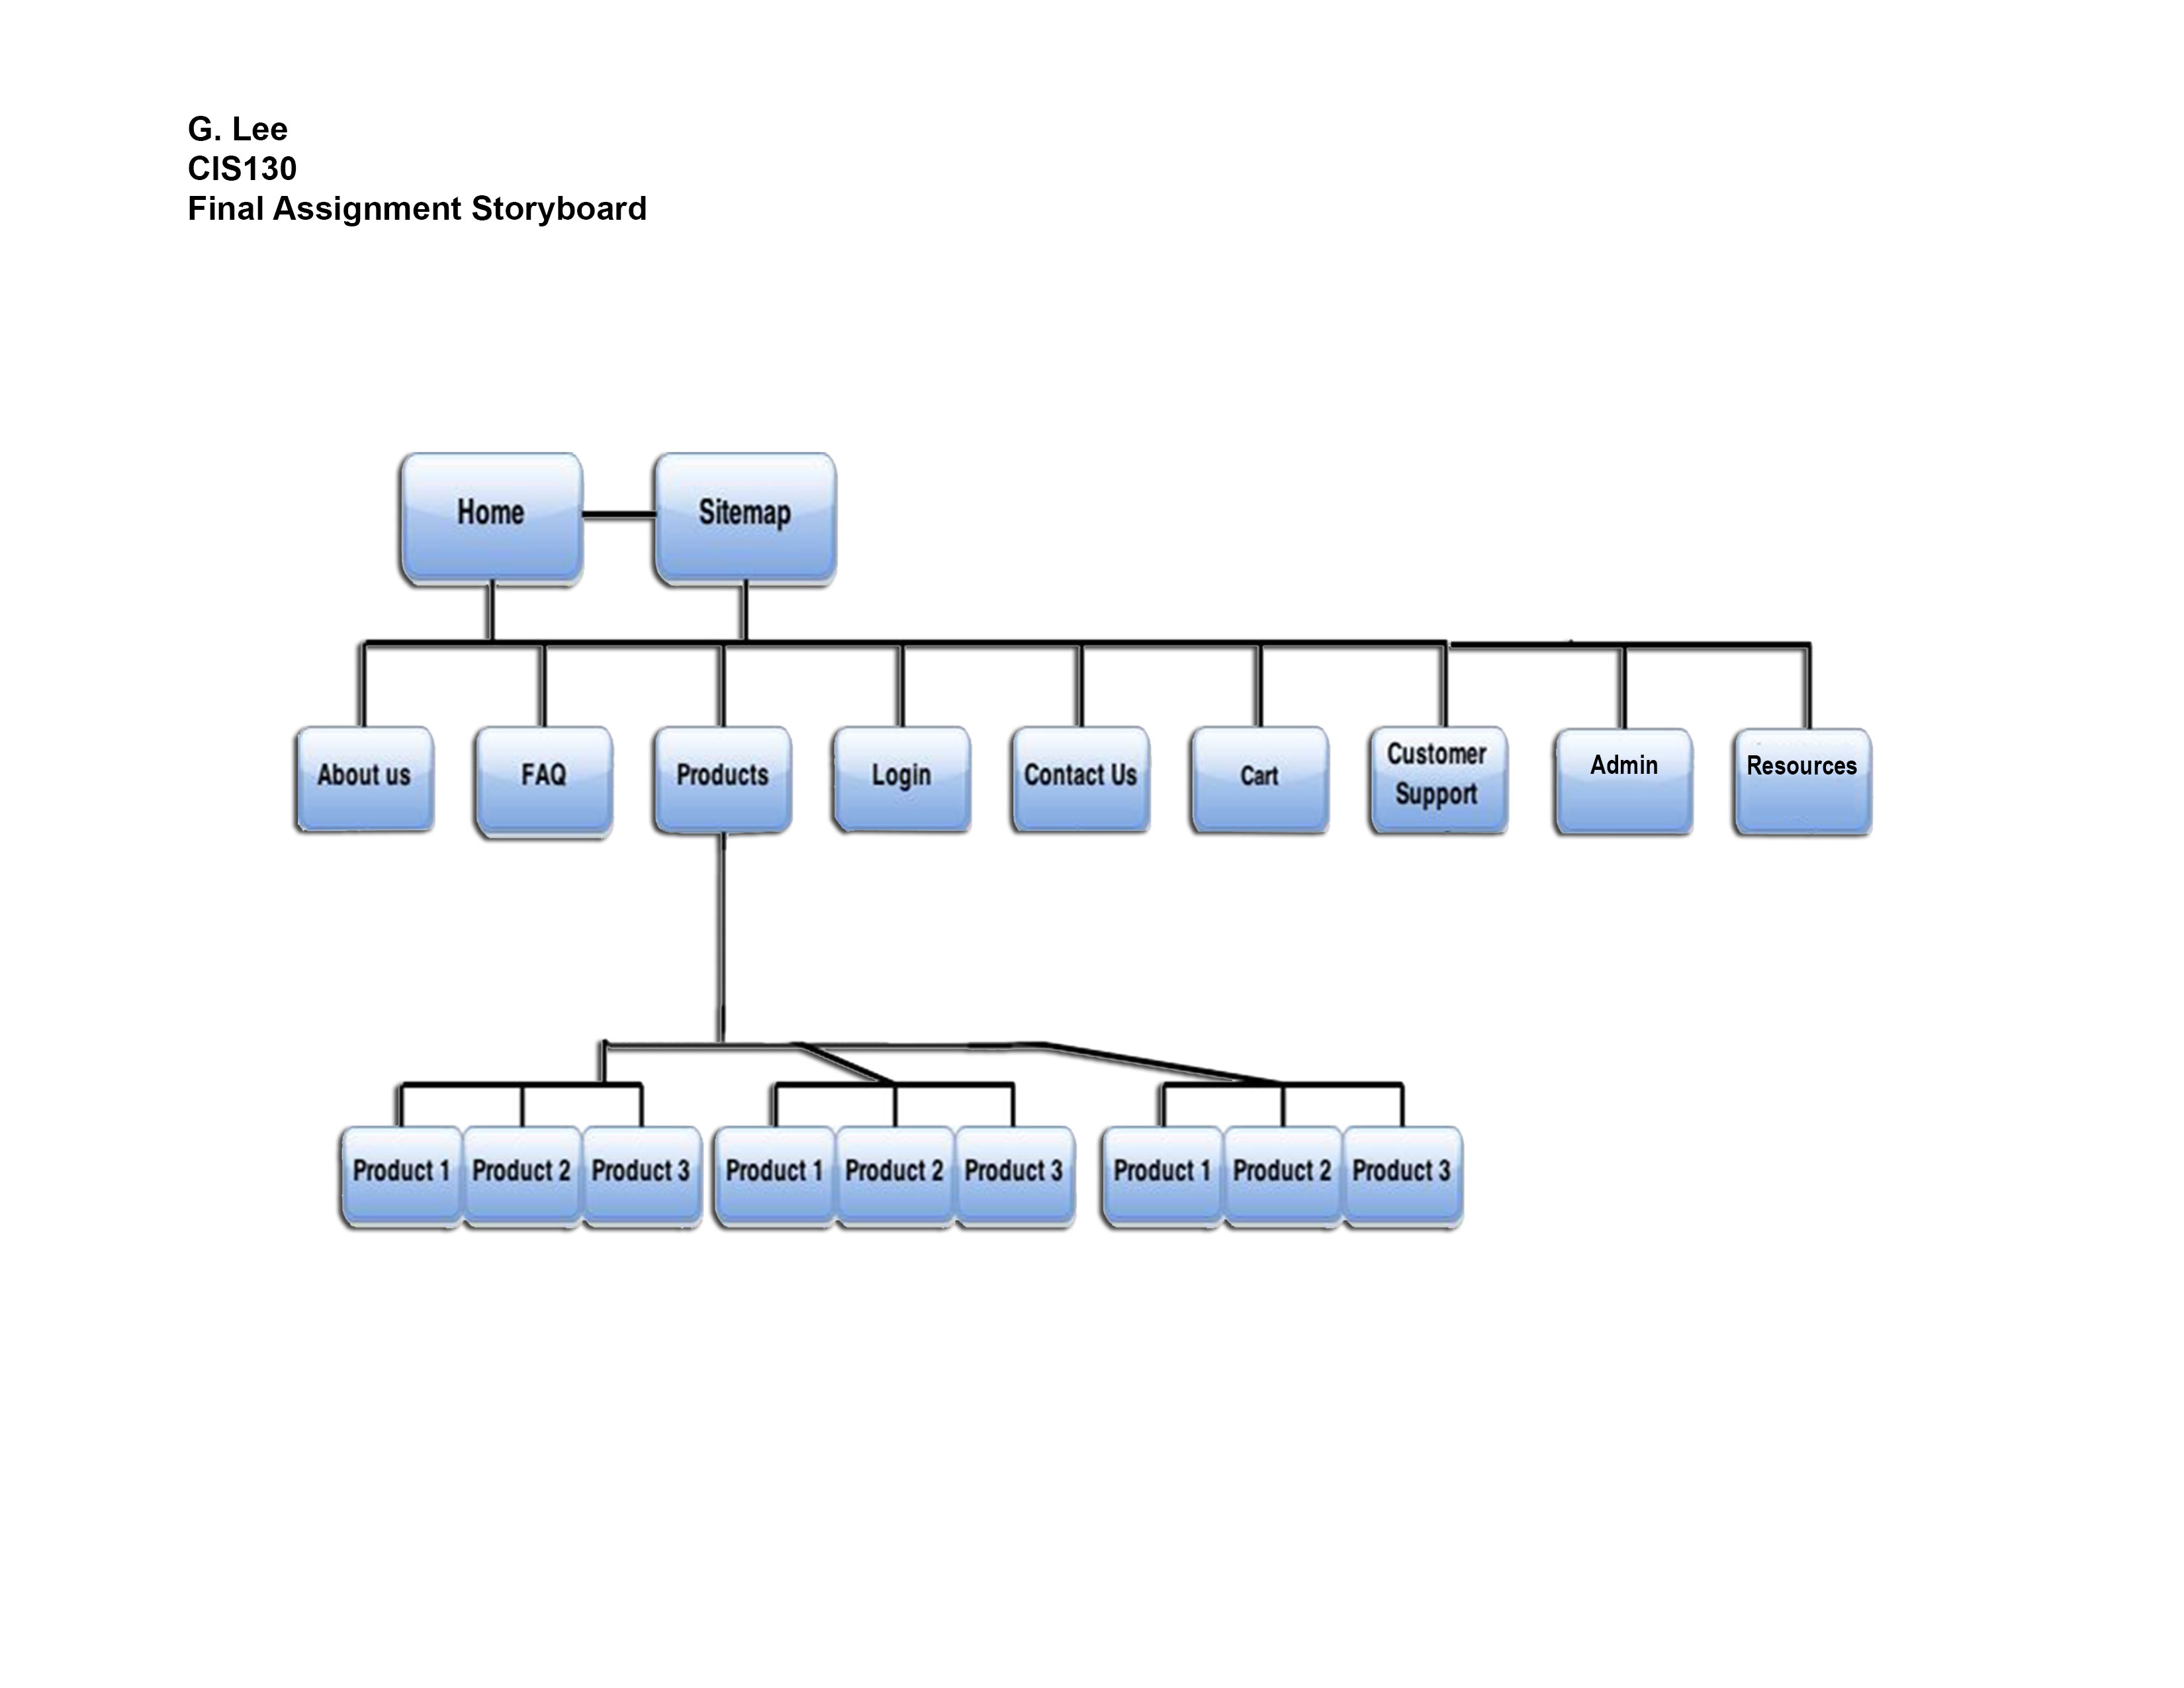 G. Lee
CIS130
Final Assignment Storyboard
Home
Sitemap
About us
FAQ
Products
Login
Contact Us
Cart
Customer
Support
Admin
Resources
Product 1
Product 2
Product 3
Product 1
Product 2
Product 3
Product 1
Product 2
Product 3